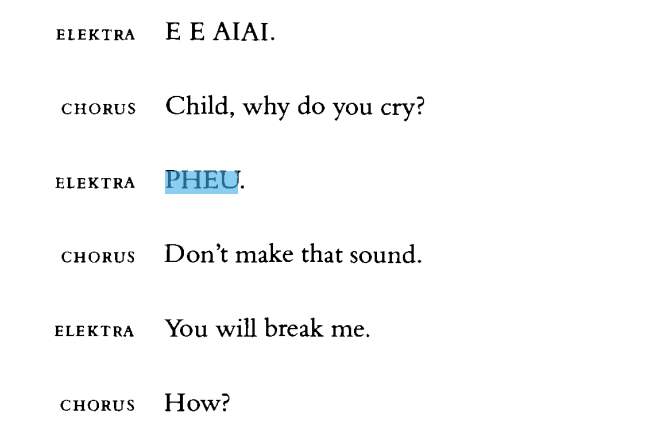 ELEKTRA E E AIAI.
CHORUS Child, why do you cry?
ELEKTRA PHEU.
CHORUS Don’t make that sound.
ELEKTRA You will break me.
CHORUS How?